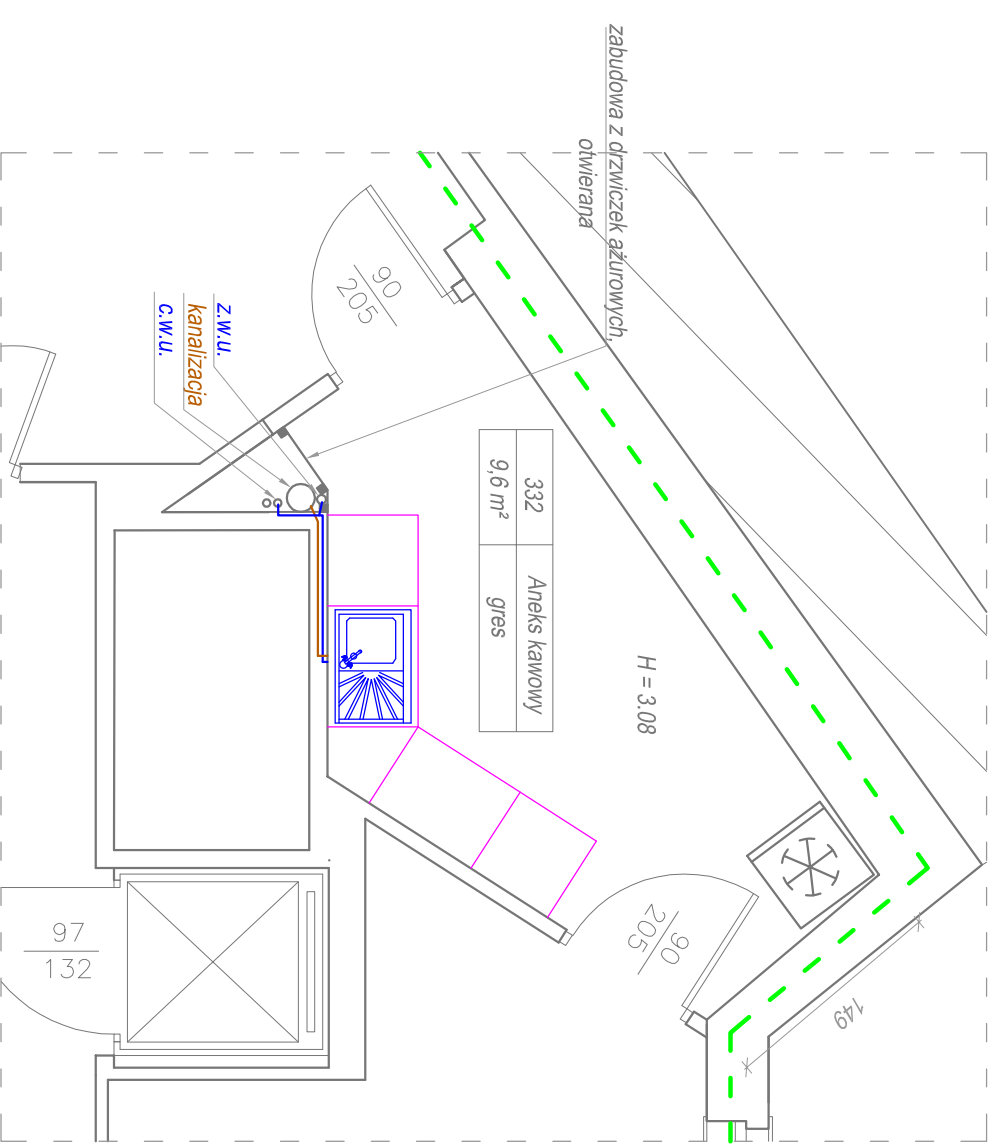 zabudowa z drzwiczek ażurowych,
otwierana
90
205
z.w.u.
kanalizacja
c.w.u.
332 Aneks kawowy
9,6 m² gres
H = 3.08
90
205
97
132
149